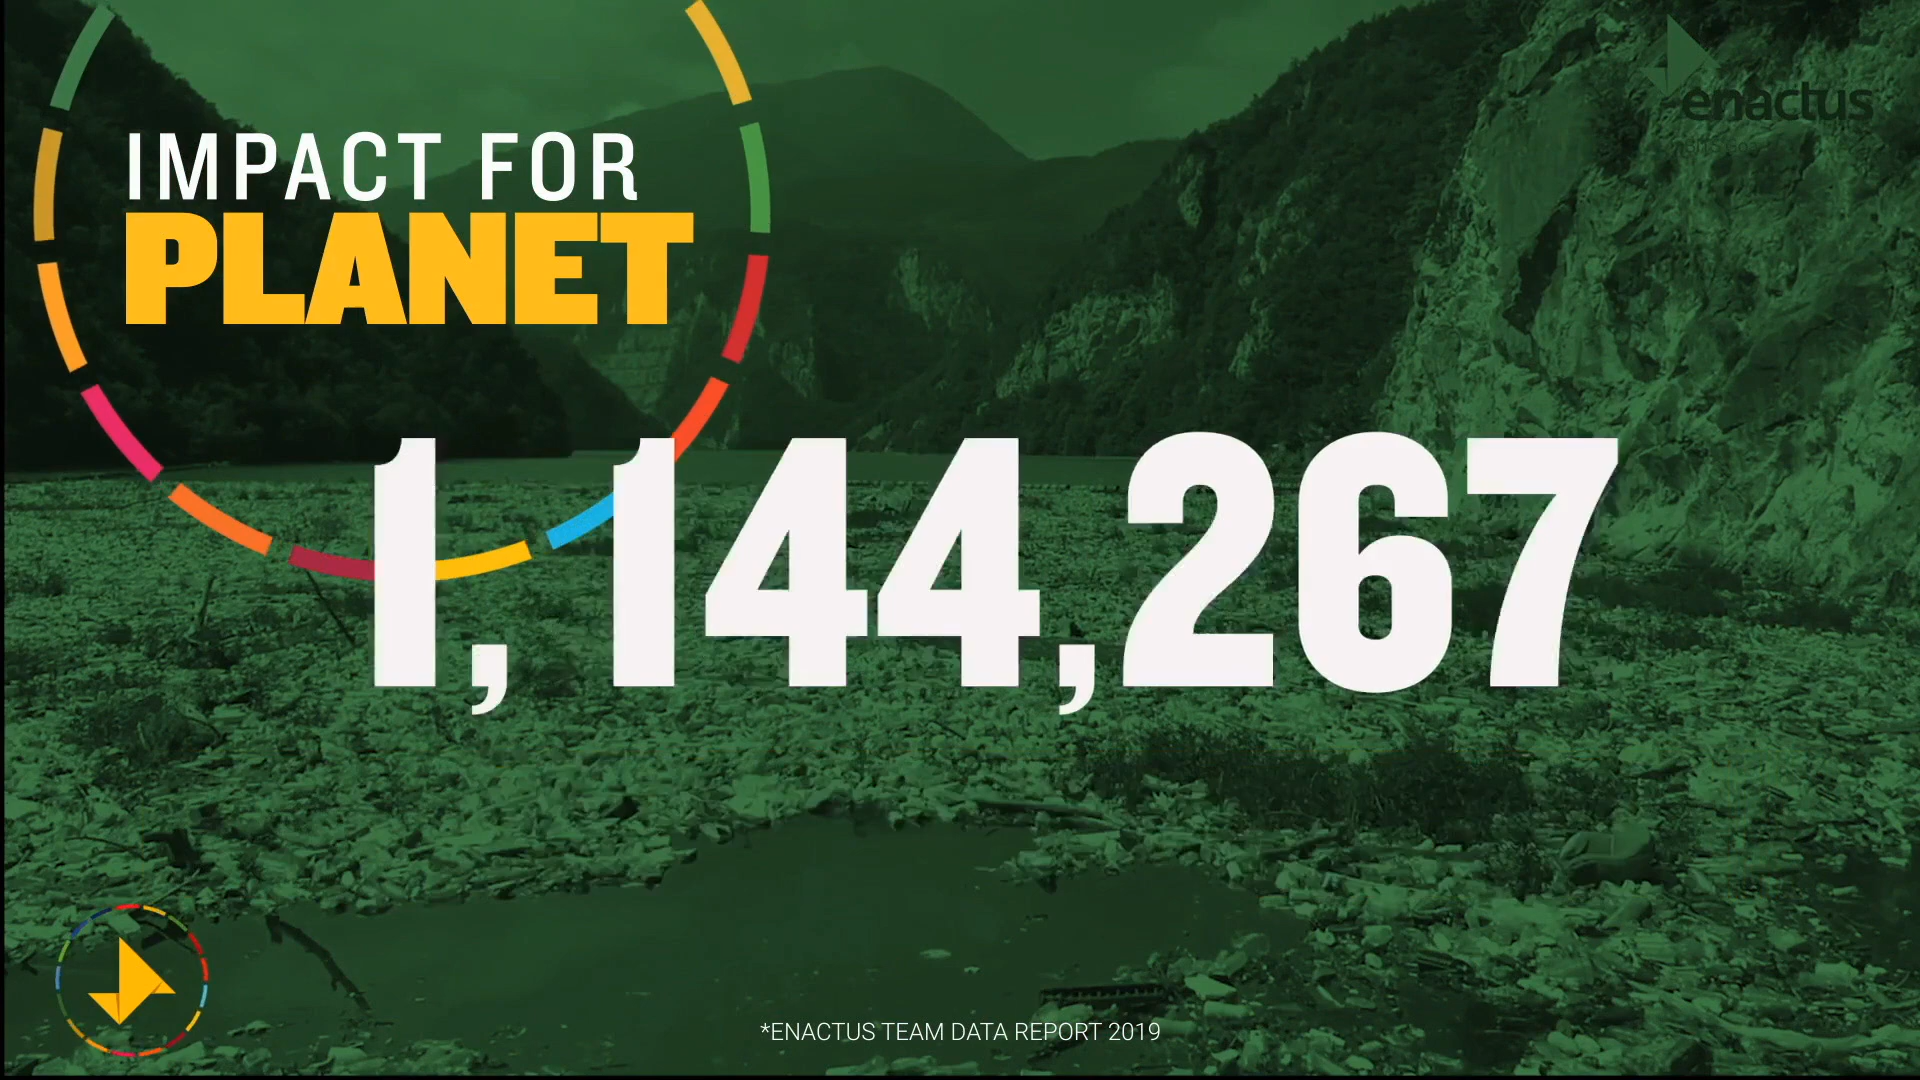 enactus
IMPACT FOR
PLANET
1,144,267
*ENACTUS TEAM DATA REPORT 2019